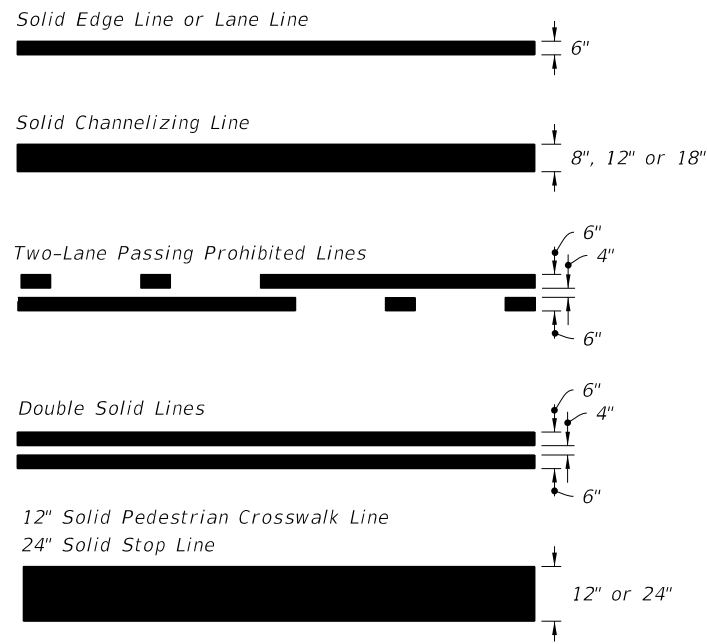 Solid Edge Line or Lane Line
6"
Solid Channelizing Line
8", 12" or 18"
Two-Lane Passing Prohibited Lines
6"
4"
6"
Double Solid Lines
6"
4"
6"
12" Solid Pedestrian Crosswalk Line
24" Solid Stop Line
12" or 24"